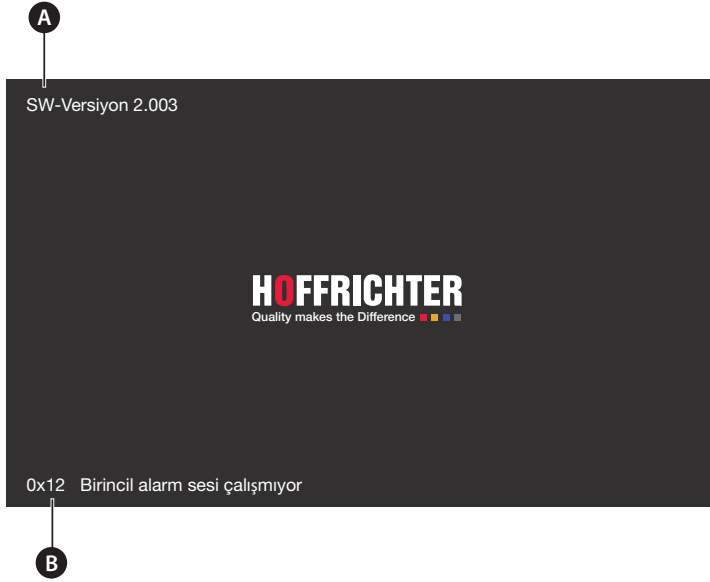 A
SW-Versiyon 2.003
HOFFRICHTER
Quality makes the Difference
0x12 Birincil alarm sesi çalışmıyor
B